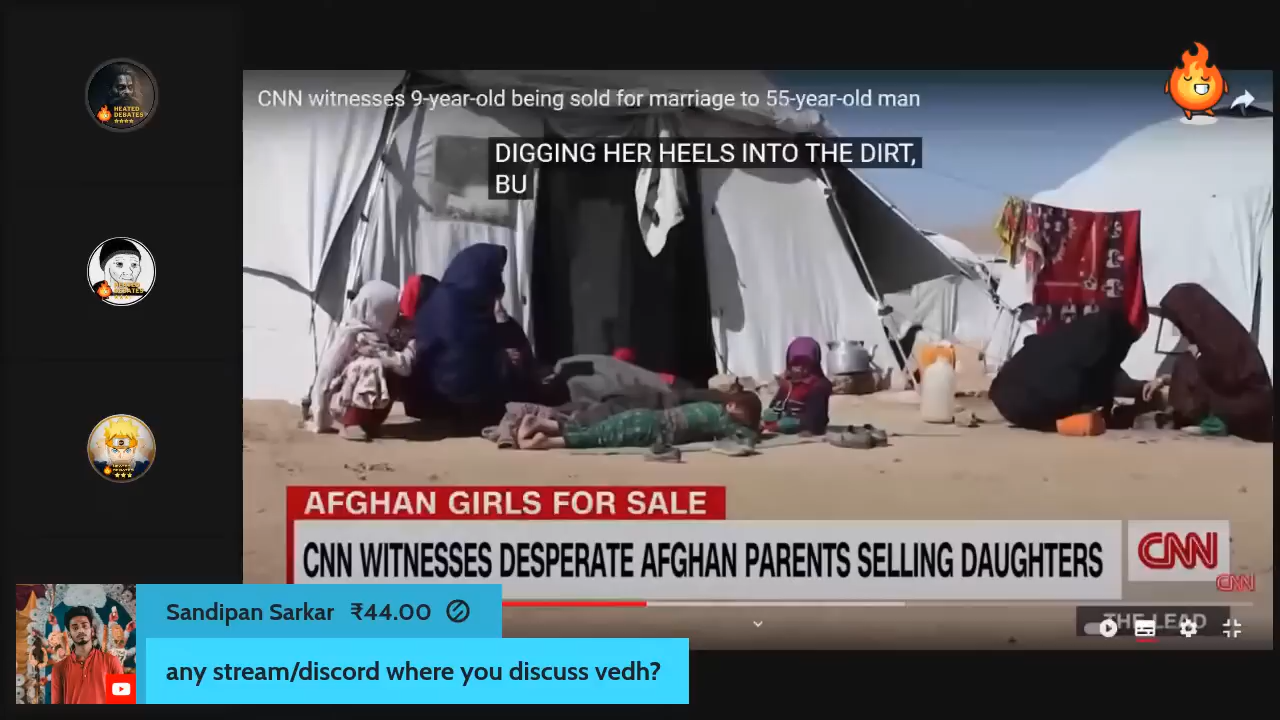 HEATED
DEBATES
CNN witnesses 9-year-old being sold for marriage to 55-year-old man
DIGGING HER HEELS INTO THE DIRT,
BU
AFGHAN GIRLS FOR SALE
CNN WITNESSES DESPERATE AFGHAN PARENTS SELLING DAUGHTERS
CNN
CNN
THE LEAD
Sandipan Sarkar ₹44.00
any stream/discord where you discuss vedh?